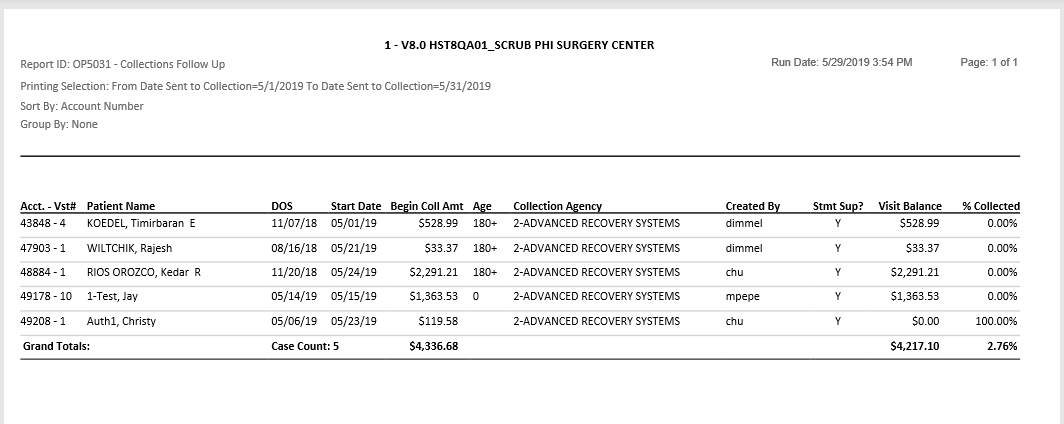 1 - V8.0 HST8QA01_SCRUB PHI SURGERY CENTER
Report ID: OP5031 - Collections Follow Up Run Date: 5/29/2019 3:54 PM Page: 1 of 1
Printing Selection: From Date Sent to Collection=5/1/2019 To Date Sent to Collection=5/31/2019
Sort By: Account Number
Group By: None
Acct. - Vst# Patient Name DOS Start Date Begin Coll Amt Age Collection Agency Created By Stmt Sup? Visit Balance % Collected
43848 - 4 KOEDEL, Timirbaran E 11/07/18 05/01/19 $528.99 180+ 2-ADVANCED RECOVERY SYSTEMS dimmel Y $528.99 0.00%
47903 - 1 WILTCHIK, Rajesh 08/16/18 05/21/19 $33.37 180+ 2-ADVANCED RECOVERY SYSTEMS dimmel Y $33.37 0.00%
48884 - 1 RIOS OROZCO, Kedar R 11/20/18 05/24/19 $2,291.21 180+ 2-ADVANCED RECOVERY SYSTEMS chu Y $2,291.21 0.00%
49178 - 10 1-Test, Jay 05/14/19 05/15/19 $1,363.53 0 2-ADVANCED RECOVERY SYSTEMS mpepe Y $1,363.53 0.00%
49208 - 1 Auth1, Christy 05/06/19 05/23/19 $119.58 2-ADVANCED RECOVERY SYSTEMS chu Y $0.00 100.00%
Grand Totals: Case Count: 5 $4,336.68 $4,217.10 2.76%